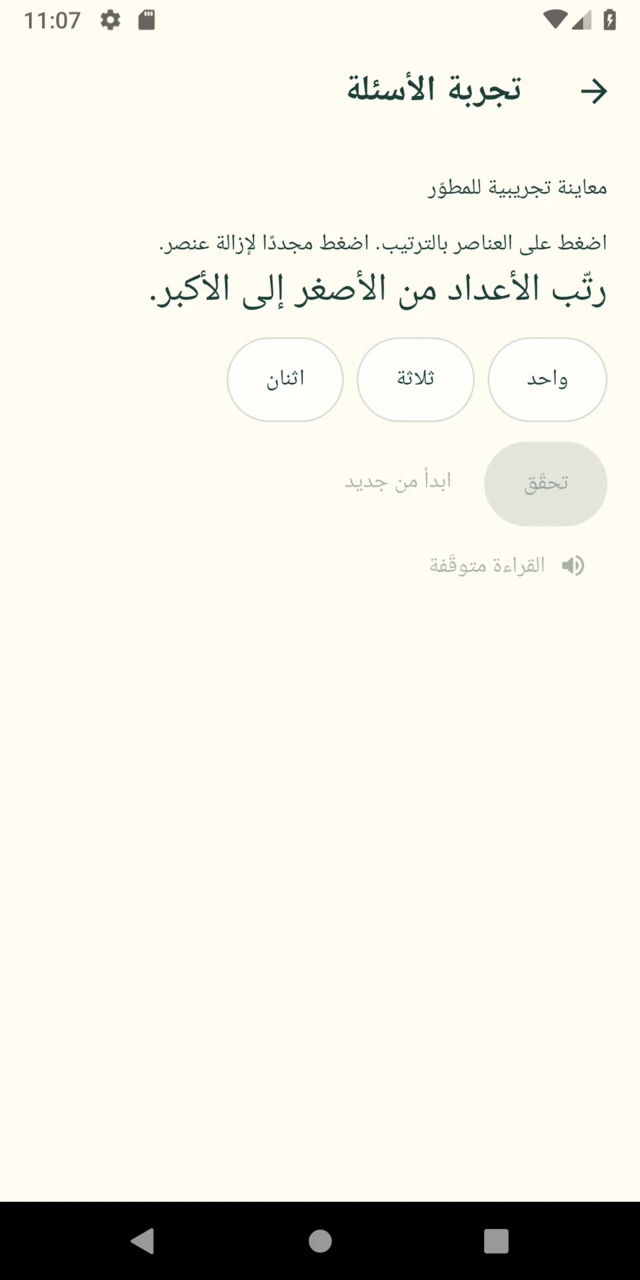 11:07
تجربة الأسئلة
معاينة تجريبية للمطوّر
اضغط على العناصر بالترتيب. اضغط مجددًا لإزالة عنصر.
رتّب الأعداد من الأصغر إلى الأكبر.
واحد ثلاثة اثنان
تحقّق ابدأ من جديد
القراءة متوقّفة